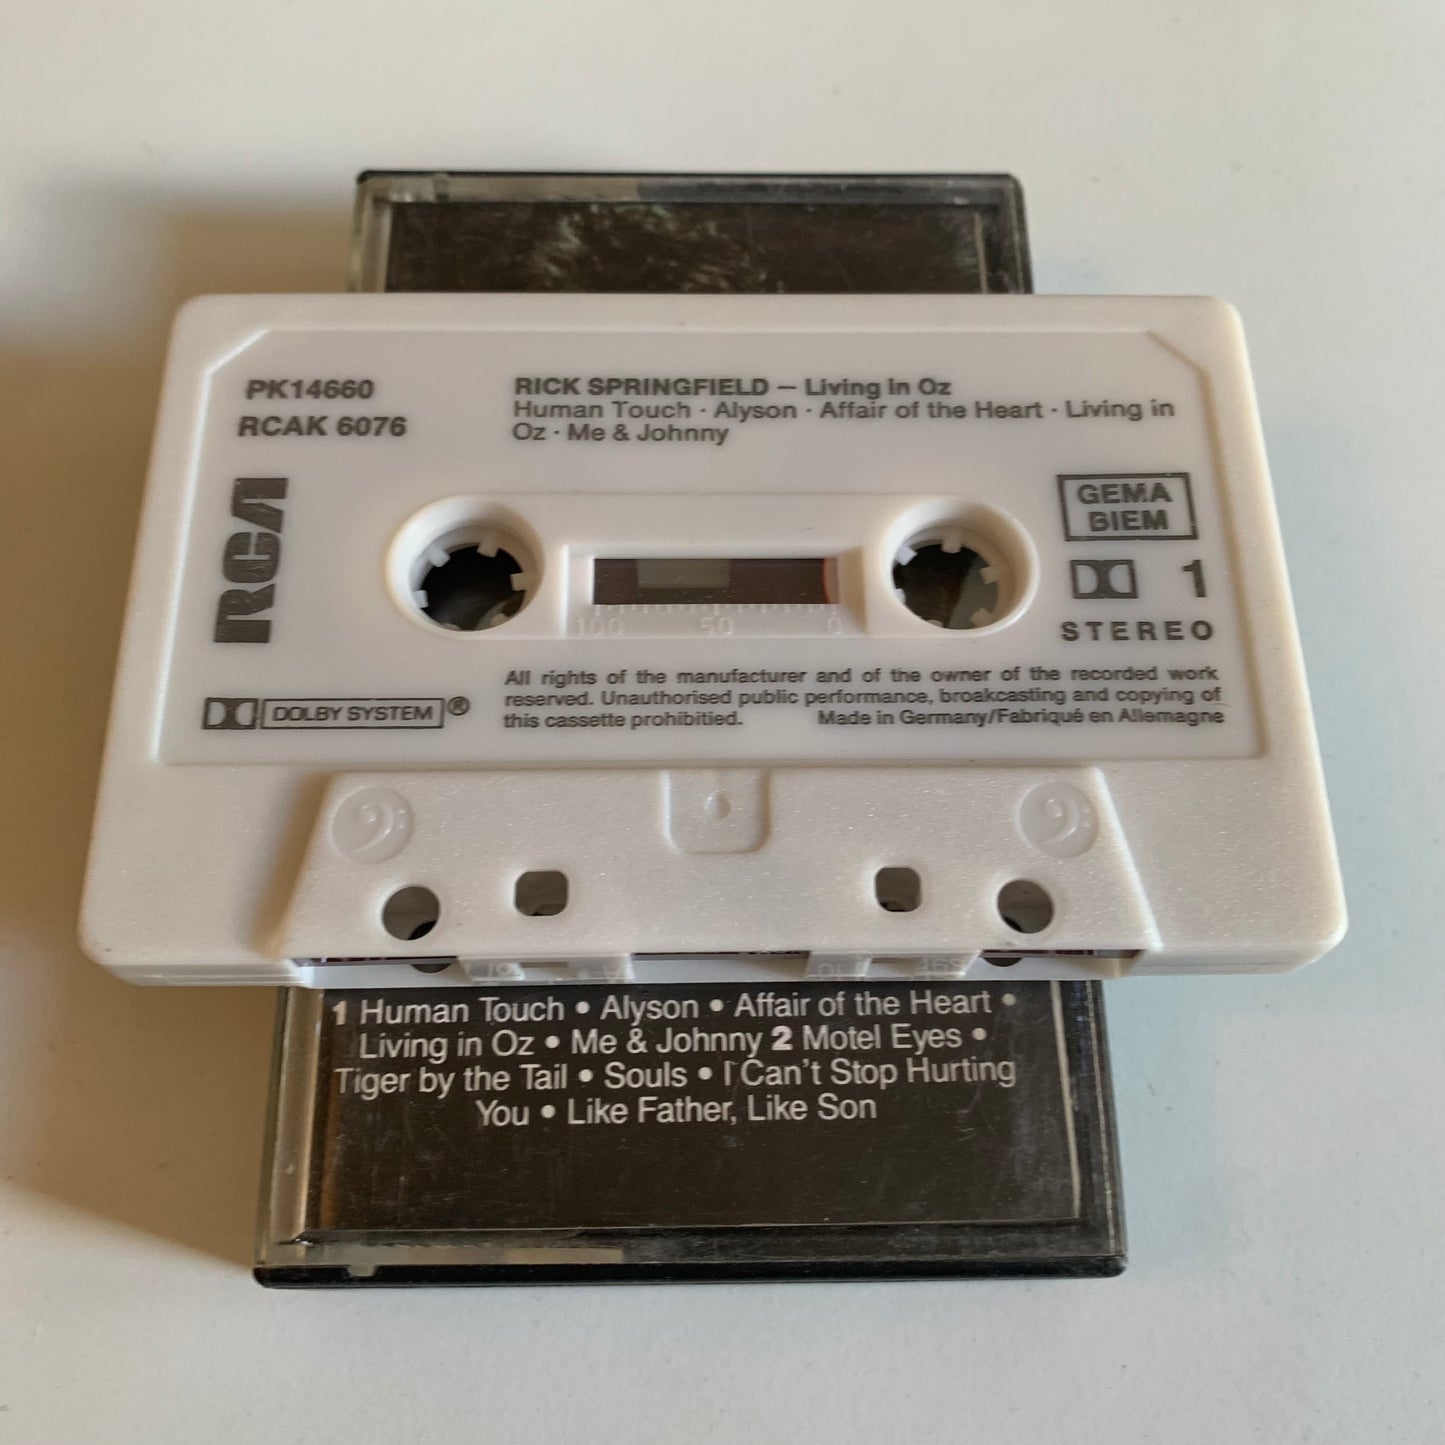 PK14660
RCAK 6076
RICK SPRINGFIELD — Living in Oz
Human Touch · Alyson · Affair of the Heart · Living in
Oz · Me & Johnny
RCA
GEMA
BIEM
1
STEREO
100 50 0
DOLBY SYSTEM®
All rights of the manufacturer and of the owner of the recorded work
reserved. Unauthorised public performance, broakcasting and copying of
this cassette prohibitied. Made in Germany/Fabriqué en Allemagne
1 Human Touch • Alyson • Affair of the Heart •
Living in Oz • Me & Johnny 2 Motel Eyes •
Tiger by the Tail • Souls • I Can't Stop Hurting
You • Like Father, Like Son